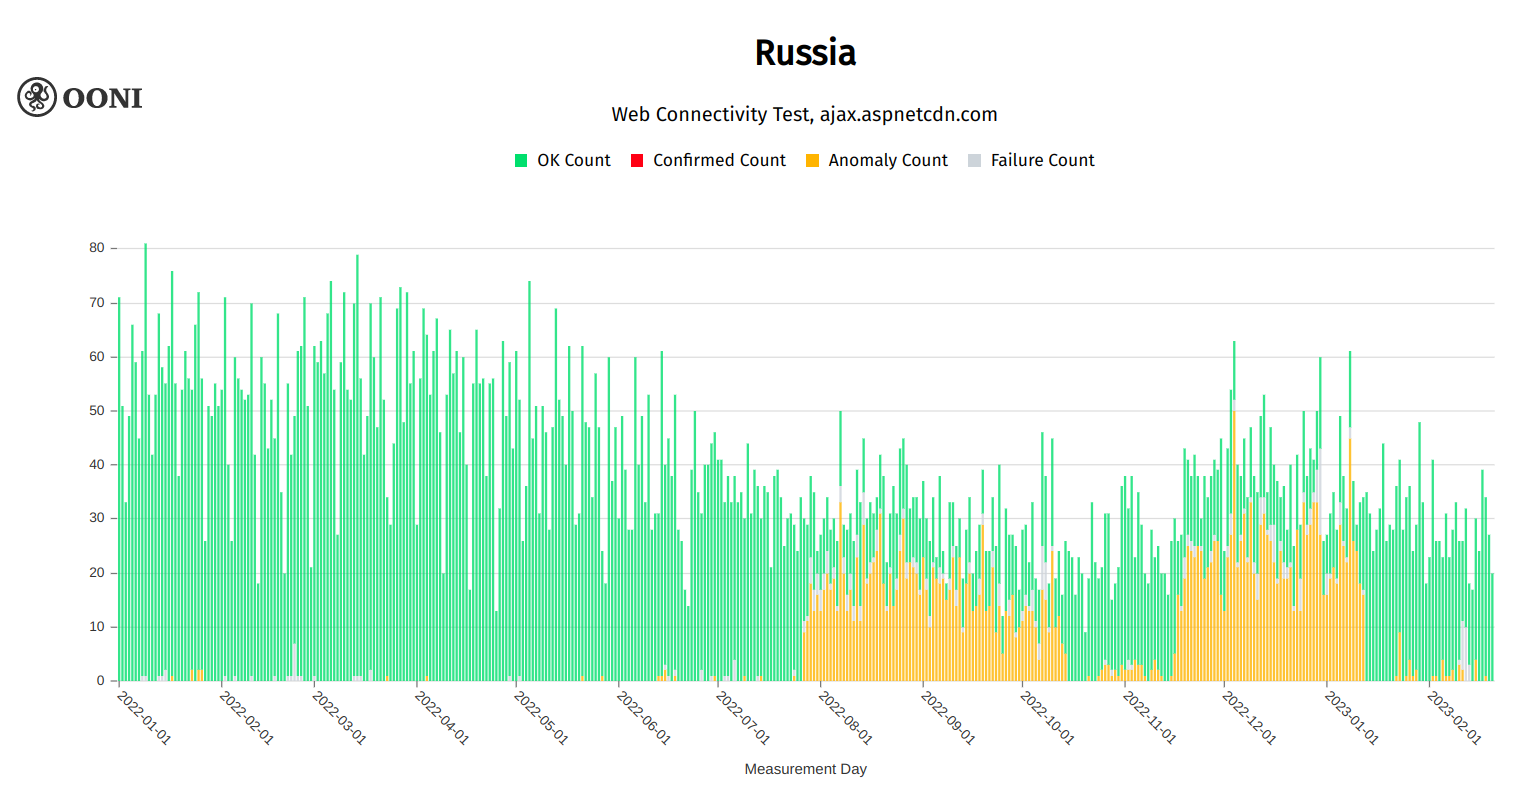 Russia
OONI
Web Connectivity Test, ajax.aspnetcdn.com
OK Count Confirmed Count Anomaly Count Failure Count
80
70
60
50
40
30
20
10
0
2022-01-01 2022-02-01 2022-03-01 2022-04-01 2022-05-01 2022-06-01 2022-07-01 2022-08-01 2022-09-01 2022-10-01 2022-11-01 2022-12-01 2023-01-01 2023-02-01
Measurement Day